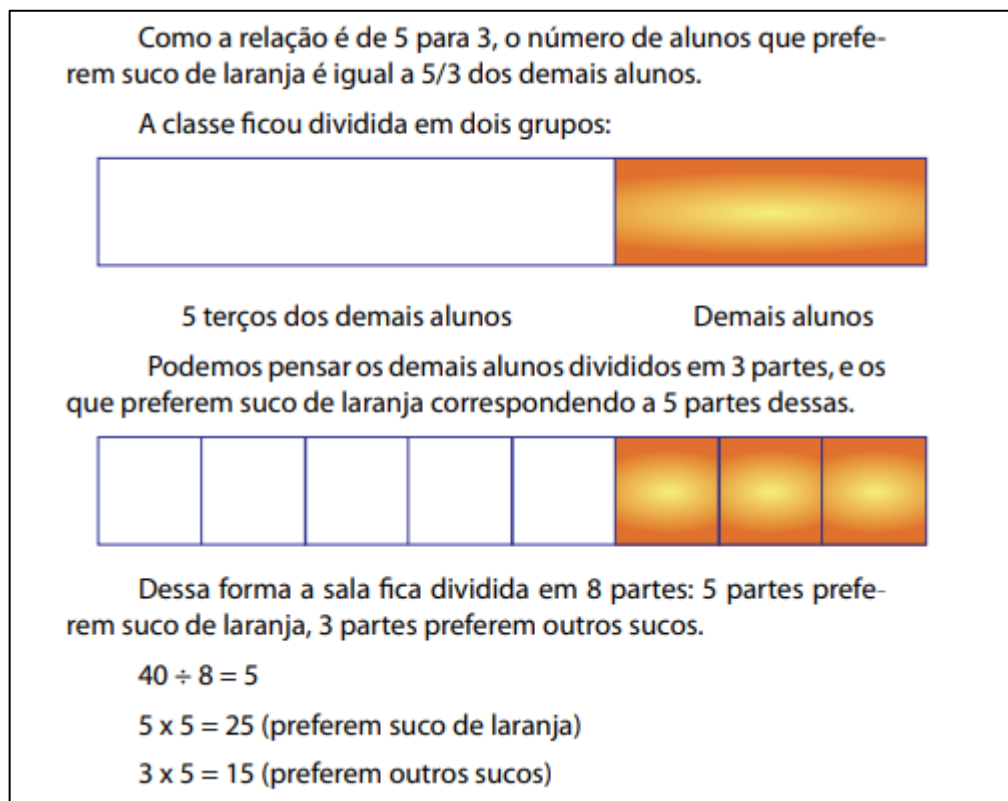 Como a relação é de 5 para 3, o número de alunos que prefe-
rem suco de laranja é igual a 5/3 dos demais alunos.
A classe ficou dividida em dois grupos:
5 terços dos demais alunos Demais alunos
Podemos pensar os demais alunos divididos em 3 partes, e os
que preferem suco de laranja correspondendo a 5 partes dessas.
Dessa forma a sala fica dividida em 8 partes: 5 partes prefe-
rem suco de laranja, 3 partes preferem outros sucos.
40 ÷ 8 = 5
5 x 5 = 25 (preferem suco de laranja)
3 x 5 = 15 (preferem outros sucos)